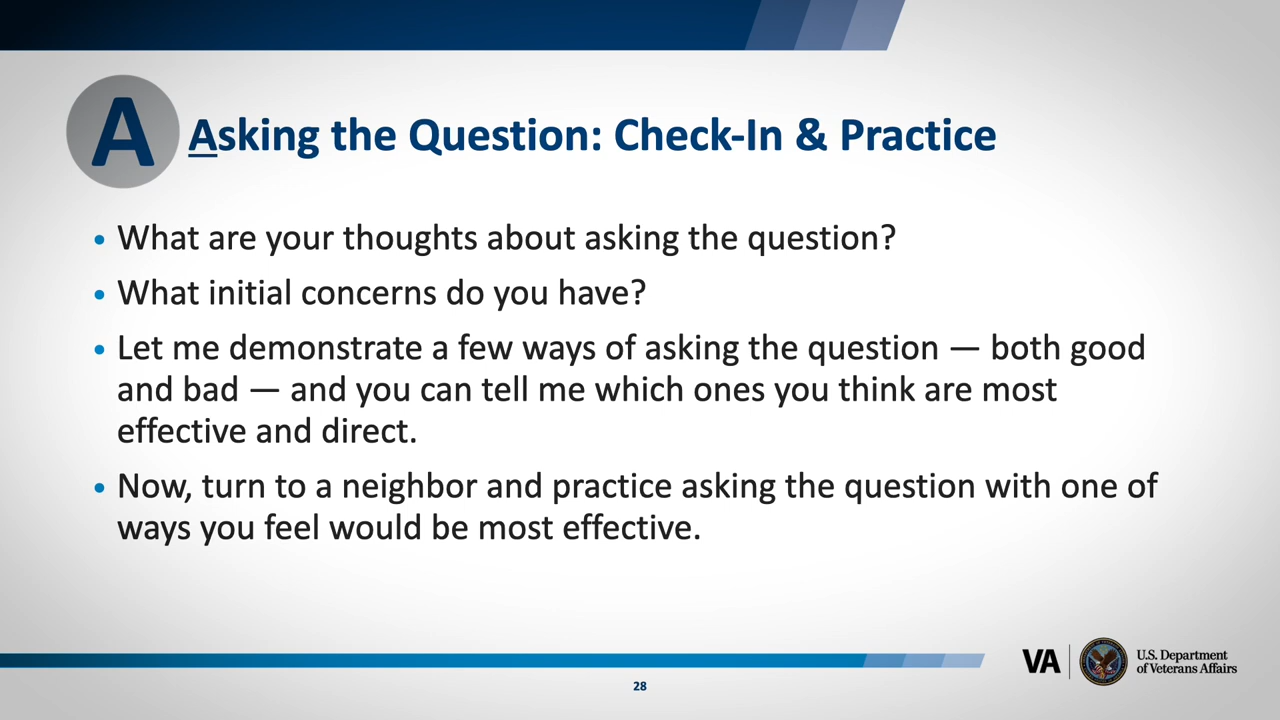 A
Asking the Question: Check-In & Practice
• What are your thoughts about asking the question?
• What initial concerns do you have?
• Let me demonstrate a few ways of asking the question — both good
and bad — and you can tell me which ones you think are most
effective and direct.
• Now, turn to a neighbor and practice asking the question with one of
ways you feel would be most effective.
VA
U.S. Department
of Veterans Affairs
28